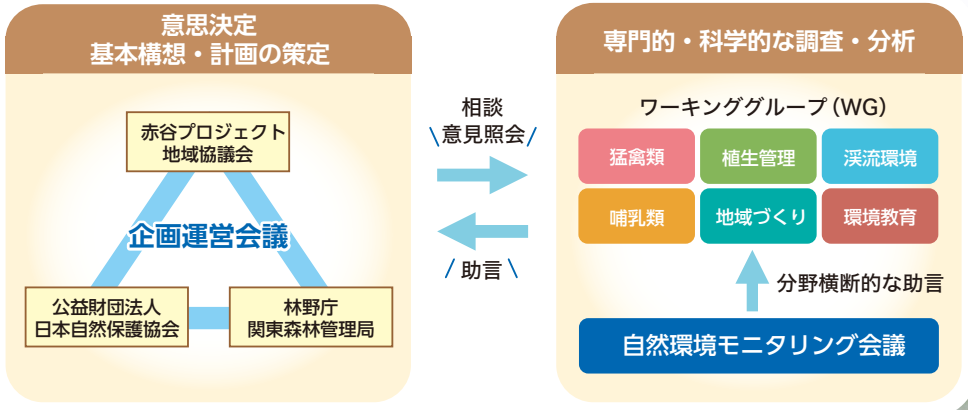 意思決定
基本構想・計画の策定
赤谷プロジェクト
地域協議会
企画運営会議
公益財団法人
日本自然保護協会
林野庁
関東森林管理局
相談
意見照会
助言
専門的・科学的な調査・分析
ワーキンググループ（WG）
猛禽類
植生管理
渓流環境
哺乳類
地域づくり
環境教育
分野横断的な助言
自然環境モニタリング会議